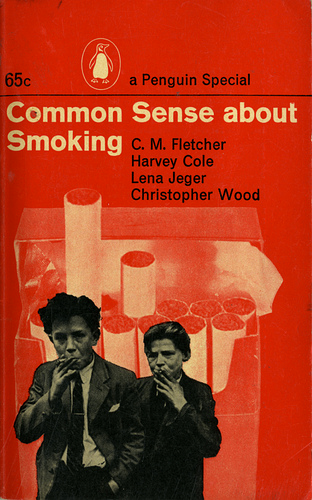 65c
a Penguin Special
Common Sense about
Smoking
C. M. Fletcher
Harvey Cole
Lena Jeger
Christopher Wood